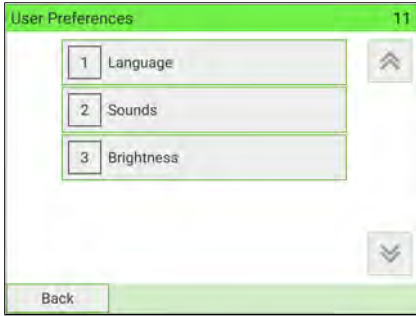 User Preferences 11
1 Language
2 Sounds
3 Brightness
Back